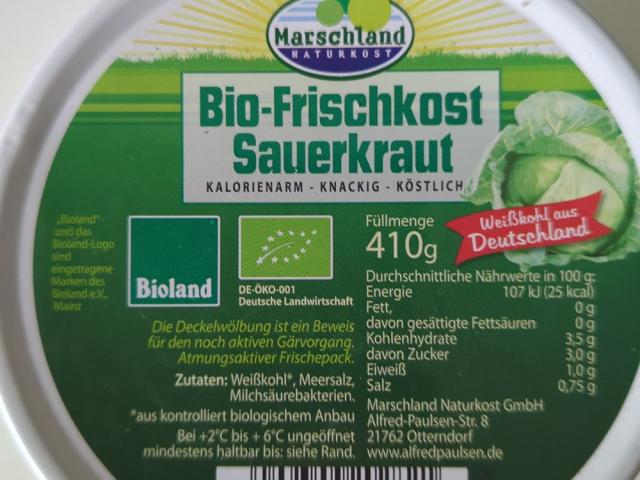 Marschland
NATURKOST
Bio-Frischkost
Sauerkraut
KALORIENARM - KNACKIG - KÖSTLICH
Weißkohl aus
Deutschland
„Bioland"
und das
Bioland-Logo
sind
eingetragene
Marken des
Bioland e.V.,
Mainz
Bioland
DE-ÖKO-001
Deutsche Landwirtschaft
Füllmenge
410g
Die Deckelwölbung ist ein Beweis
für den noch aktiven Gärvorgang.
Atmungsaktiver Frischepack.
Zutaten: Weißkohl*, Meersalz,
Milchsäurebakterien.
*aus kontrolliert biologischem Anbau
Bei +2°C bis + 6°C ungeöffnet
mindestens haltbar bis: siehe Rand.
Durchschnittliche Nährwerte in 100 g:
Energie 107 kJ (25 kcal)
Fett, 0 g
davon gesättigte Fettsäuren 0 g
Kohlenhydrate 3,5 g
davon Zucker 3,0 g
Eiweiß 1,0 g
Salz 0,75 g
Marschland Naturkost GmbH
Alfred-Paulsen-Str. 8
21762 Otterndorf
www.alfredpaulsen.de